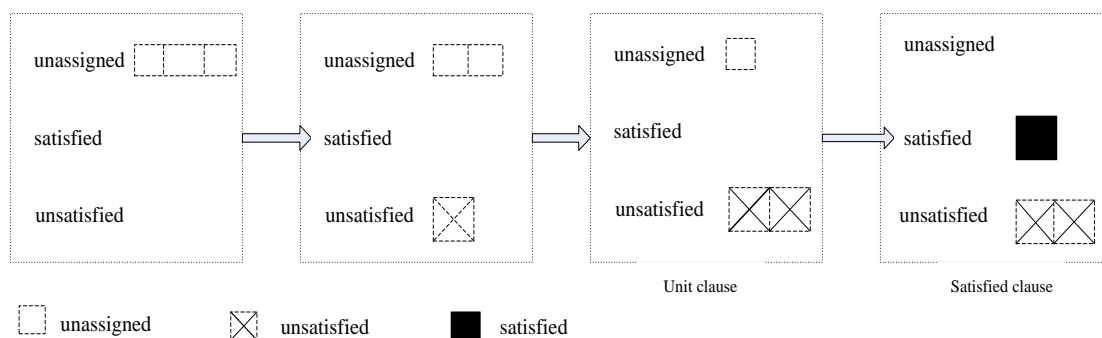 unassigned
satisfied
unsatisfied
unassigned
satisfied
unsatisfied
unassigned
satisfied
unsatisfied
Unit clause
unassigned
satisfied
unsatisfied
Satisfied clause
unassigned
unsatisfied
satisfied